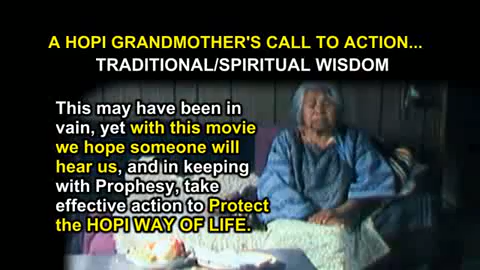 A HOPI GRANDMOTHER'S CALL TO ACTION...
TRADITIONAL/SPIRITUAL WISDOM
This may have been in
vain, yet with this movie
we hope someone will
hear us, and in keeping
with Prophesy, take
effective action to Protect
the HOPI WAY OF LIFE.